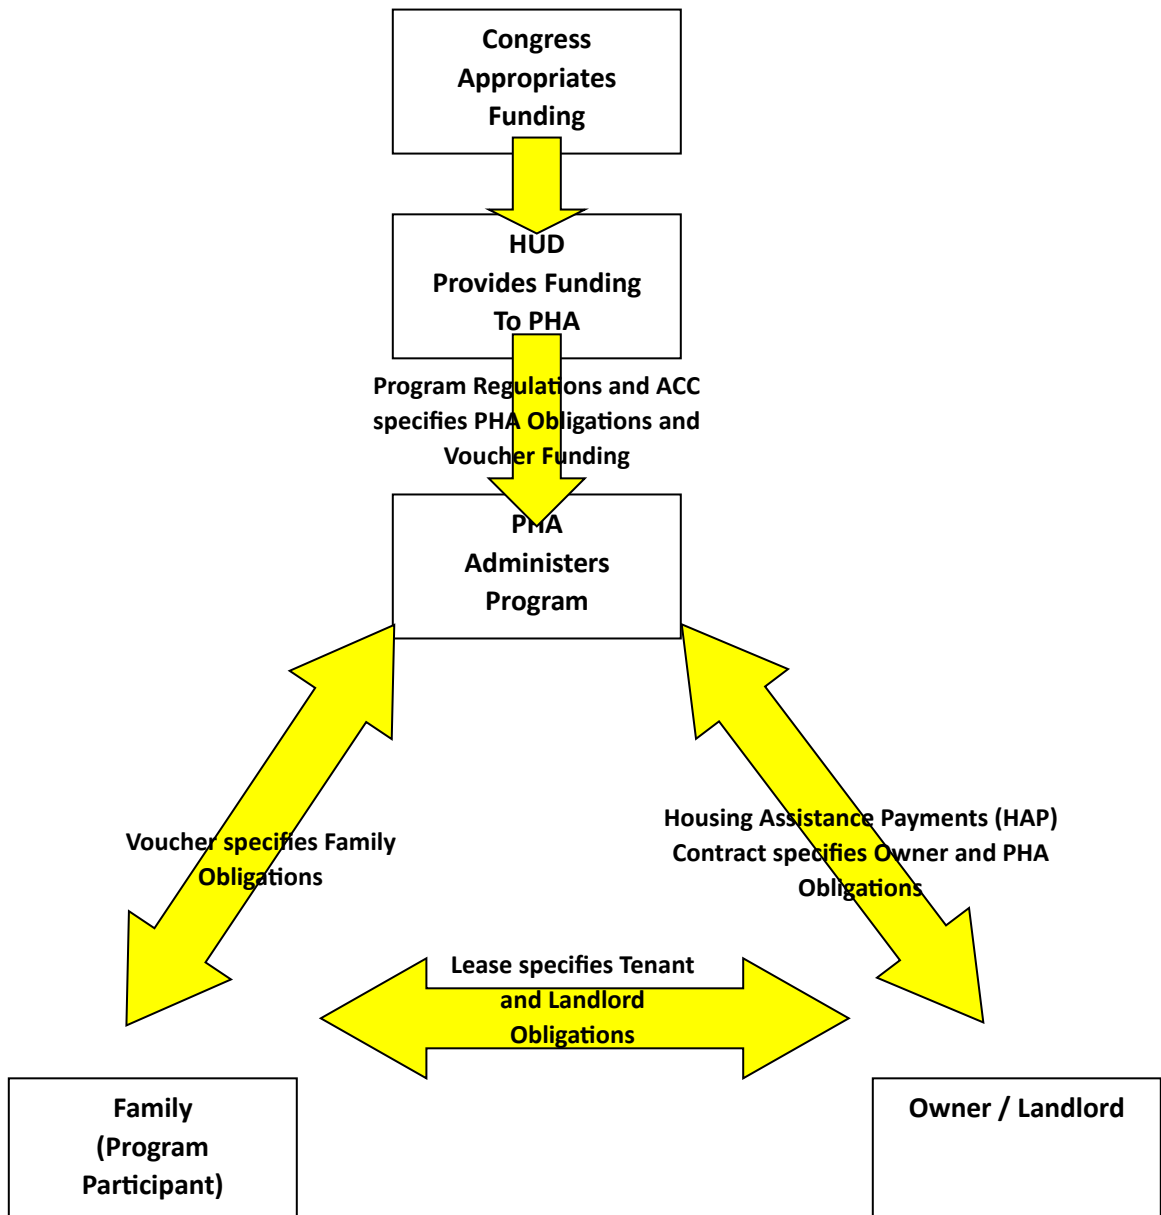 Congress
Appropriates
Funding
HUD
Provides Funding
To PHA
Program Regulations and ACC
specifies PHA Obligations and
Voucher Funding
PHA
Administers
Program
Voucher specifies Family
Obligations
Housing Assistance Payments (HAP)
Contract specifies Owner and PHA
Obligations
Lease specifies Tenant
and Landlord
Obligations
Family
(Program
Participant)
Owner / Landlord